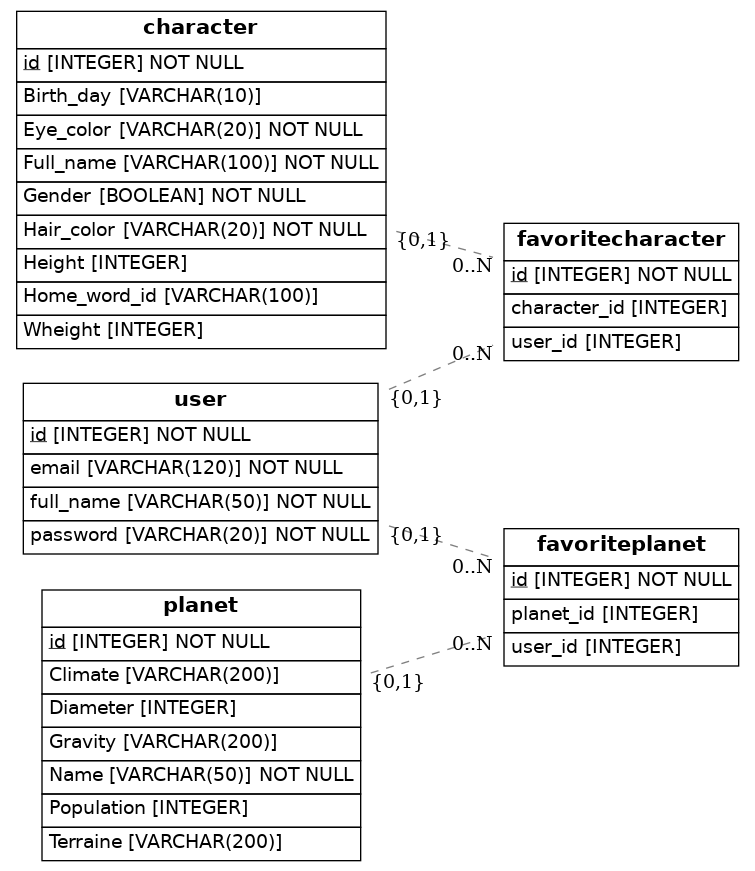 character
id [INTEGER] NOT NULL
Birth_day [VARCHAR(10)]
Eye_color [VARCHAR(20)] NOT NULL
Full_name [VARCHAR(100)] NOT NULL
Gender [BOOLEAN] NOT NULL
Hair_color [VARCHAR(20)] NOT NULL
Height [INTEGER]
Home_word_id [VARCHAR(100)]
Wheight [INTEGER]
{0,1}
0..N
favoritecharacter
id [INTEGER] NOT NULL
character_id [INTEGER]
user_id [INTEGER]
0..N
{0,1}
user
id [INTEGER] NOT NULL
email [VARCHAR(120)] NOT NULL
full_name [VARCHAR(50)] NOT NULL
password [VARCHAR(20)] NOT NULL
{0,1}
0..N
favoriteplanet
id [INTEGER] NOT NULL
planet_id [INTEGER]
user_id [INTEGER]
0..N
{0,1}
planet
id [INTEGER] NOT NULL
Climate [VARCHAR(200)]
Diameter [INTEGER]
Gravity [VARCHAR(200)]
Name [VARCHAR(50)] NOT NULL
Population [INTEGER]
Terraine [VARCHAR(200)]